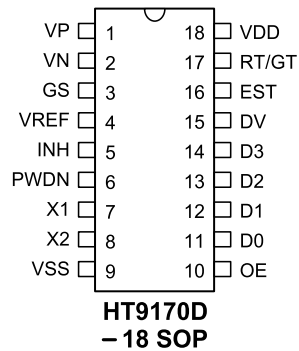 VP 1 18 VDD
VN 2 17 RT/GT
GS 3 16 EST
VREF 4 15 DV
INH 5 14 D3
PWDN 6 13 D2
X1 7 12 D1
X2 8 11 D0
VSS 9 10 OE
HT9170D
– 18 SOP